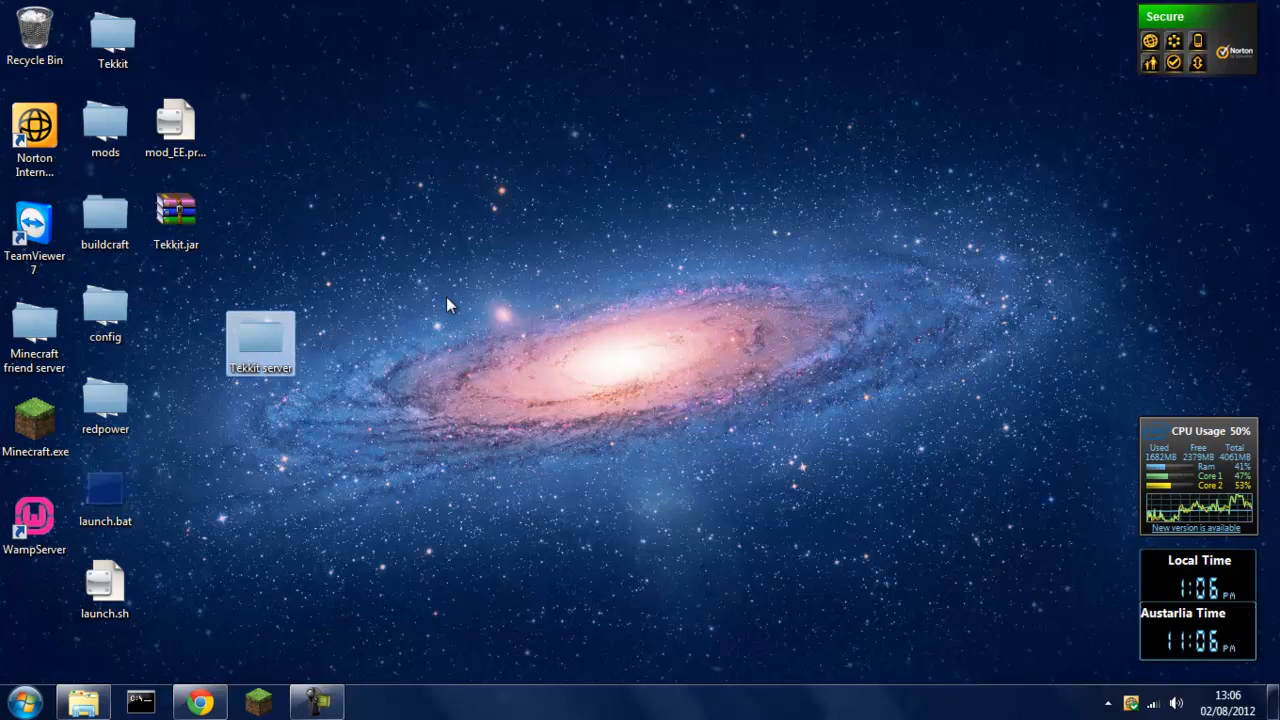 Recycle Bin
Tekkit
Norton
Intern...
mods
mod_EE.pr...
TeamViewer
7
buildcraft
Tekkit.jar
Minecraft
friend server
config
Tekkit server
Minecraft.exe
redpower
WampServer
launch.bat
launch.sh
Secure
Norton
CPU Usage 50%
Used Free Total
1682MB 2379MB 4061MB
Ram 41%
Core 1 47%
Core 2 53%
New version is available
Local Time
1:06 PM
Austarlia Time
11:06 PM
C:\_
13:06
02/08/2012